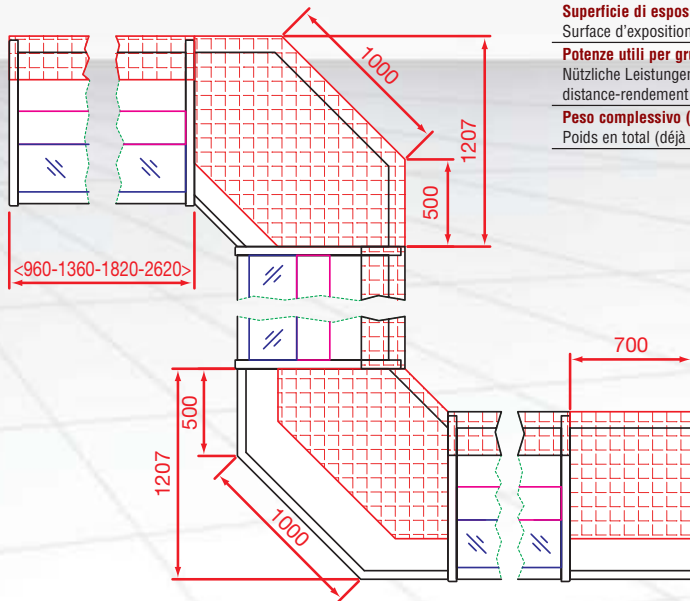 Superficie di espos
Surface d'exposition
Potenze utili per gru
Nützliche Leistungen
distance-rendement
Peso complessivo (
Poids en total (déjà
1000
1207
500
<960-1360-1820-2620>
700
500
1207
1000